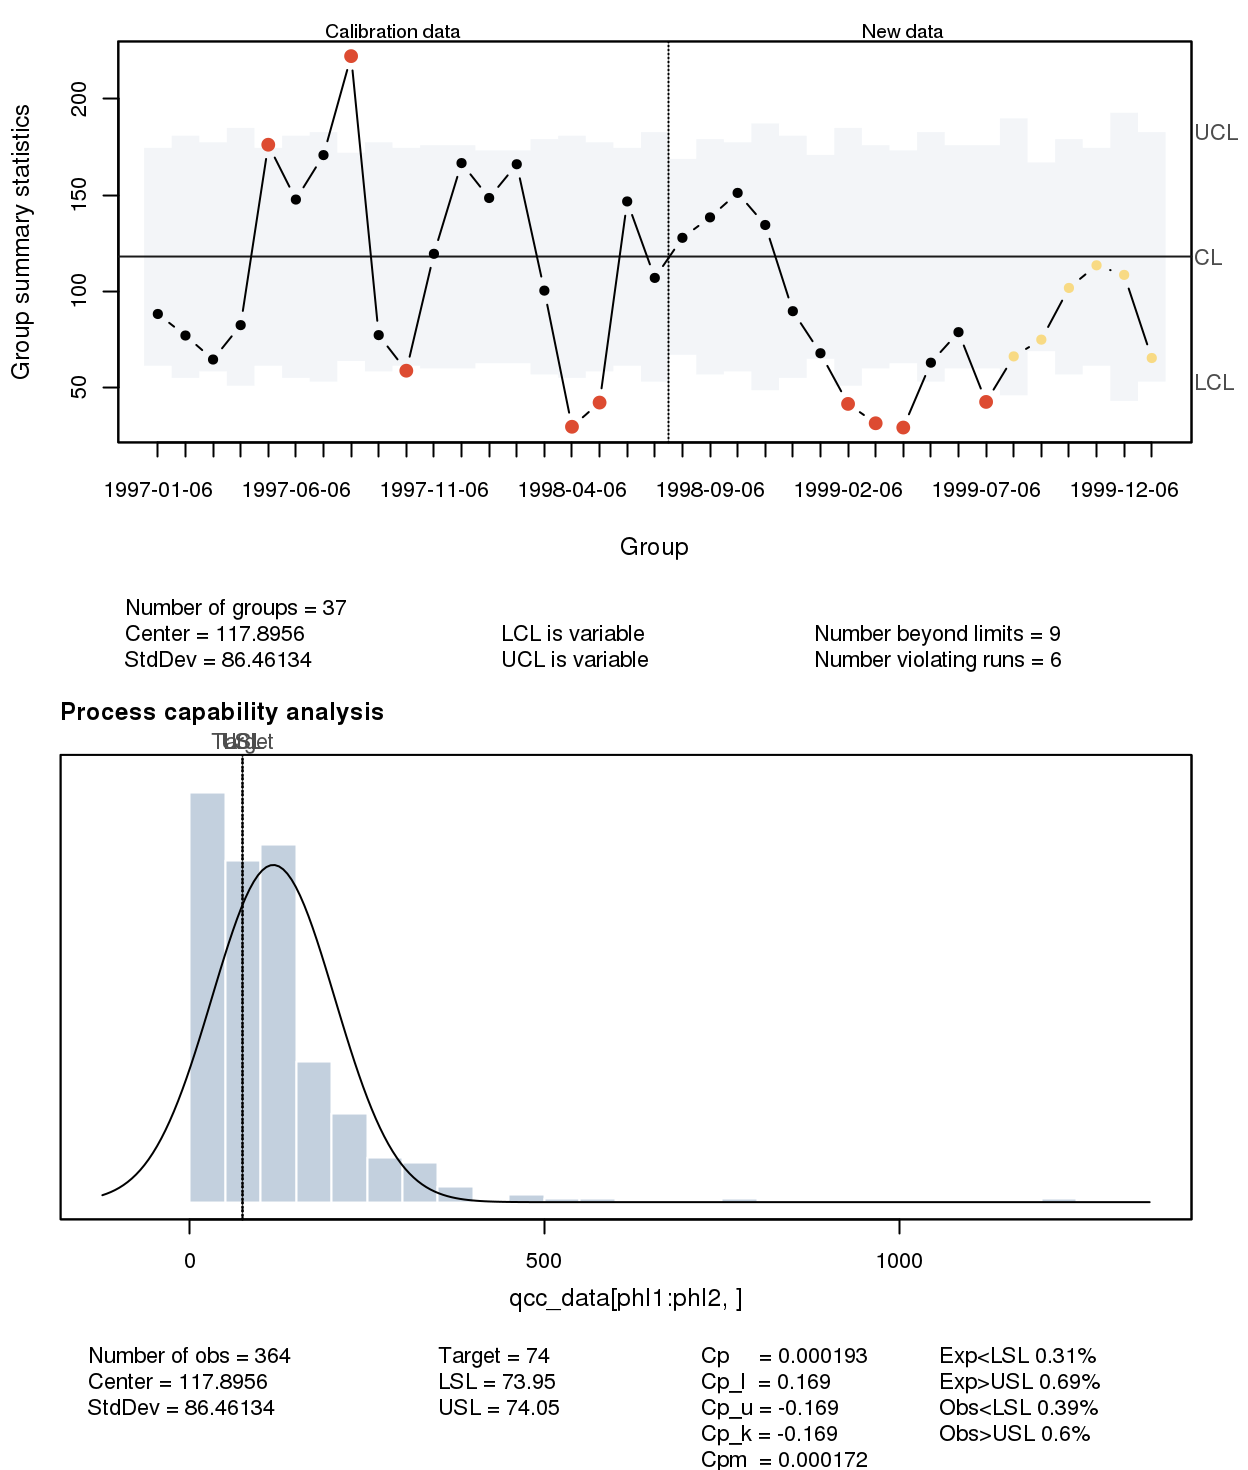 Calibration data
New data
Group summary statistics
200
150
100
50
UCL
CL
LCL
1997-01-06
1997-06-06
1997-11-06
1998-04-06
1998-09-06
1999-02-06
1999-07-06
1999-12-06
Group
Number of groups = 37
Center = 117.8956
StdDev = 86.46134
LCL is variable
UCL is variable
Number beyond limits = 9
Number violating runs = 6
Process capability analysis
Target
USL
0
500
1000
qcc_data[phI1:phI2, ]
Number of obs = 364
Center = 117.8956
StdDev = 86.46134
Target = 74
LSL = 73.95
USL = 74.05
Cp = 0.000193
Cp_l = 0.169
Cp_u = -0.169
Cp_k = -0.169
Cpm = 0.000172
Exp<LSL 0.31%
Exp>USL 0.69%
Obs<LSL 0.39%
Obs>USL 0.6%